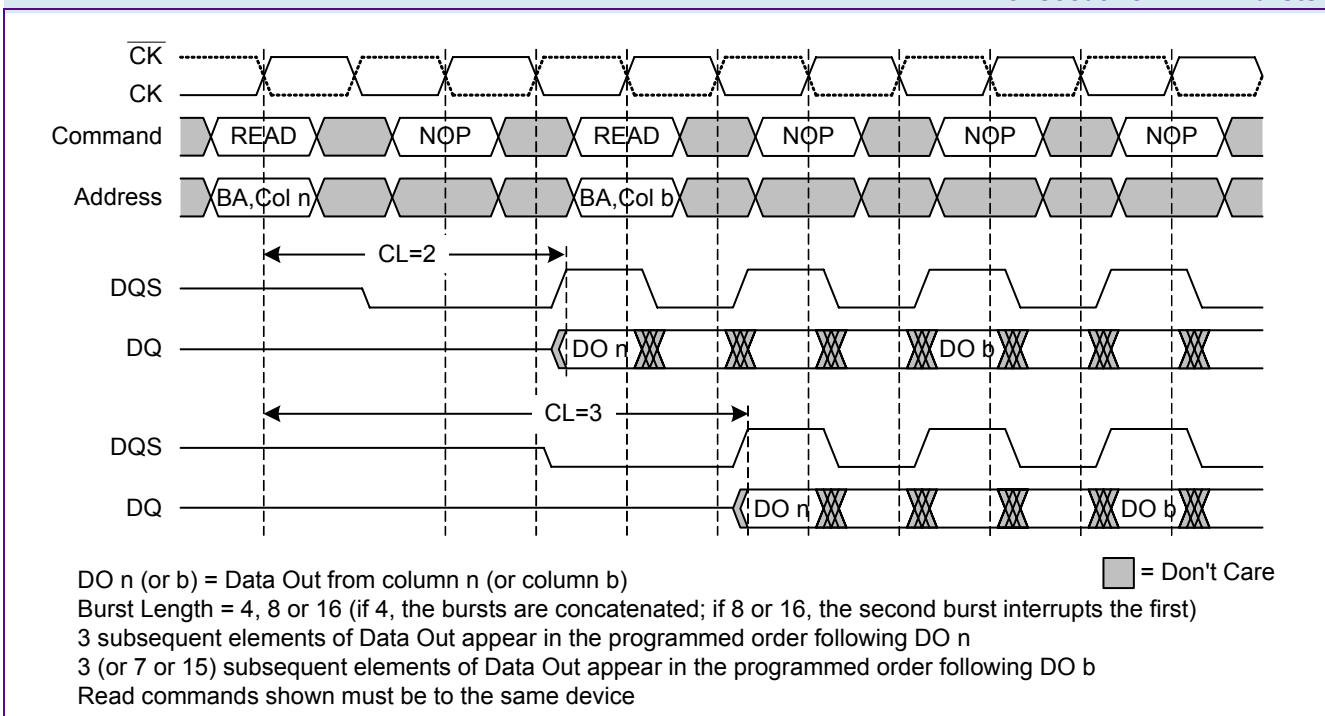 CK
CK
Command READ NOP READ NOP NOP NOP
Address BA,Col n BA,Col b
CL=2
DQS
DQ DO n DO b
CL=3
DQS
DQ DO n DO b
= Don't Care
DO n (or b) = Data Out from column n (or column b)
Burst Length = 4, 8 or 16 (if 4, the bursts are concatenated; if 8 or 16, the second burst interrupts the first)
3 subsequent elements of Data Out appear in the programmed order following DO n
3 (or 7 or 15) subsequent elements of Data Out appear in the programmed order following DO b
Read commands shown must be to the same device